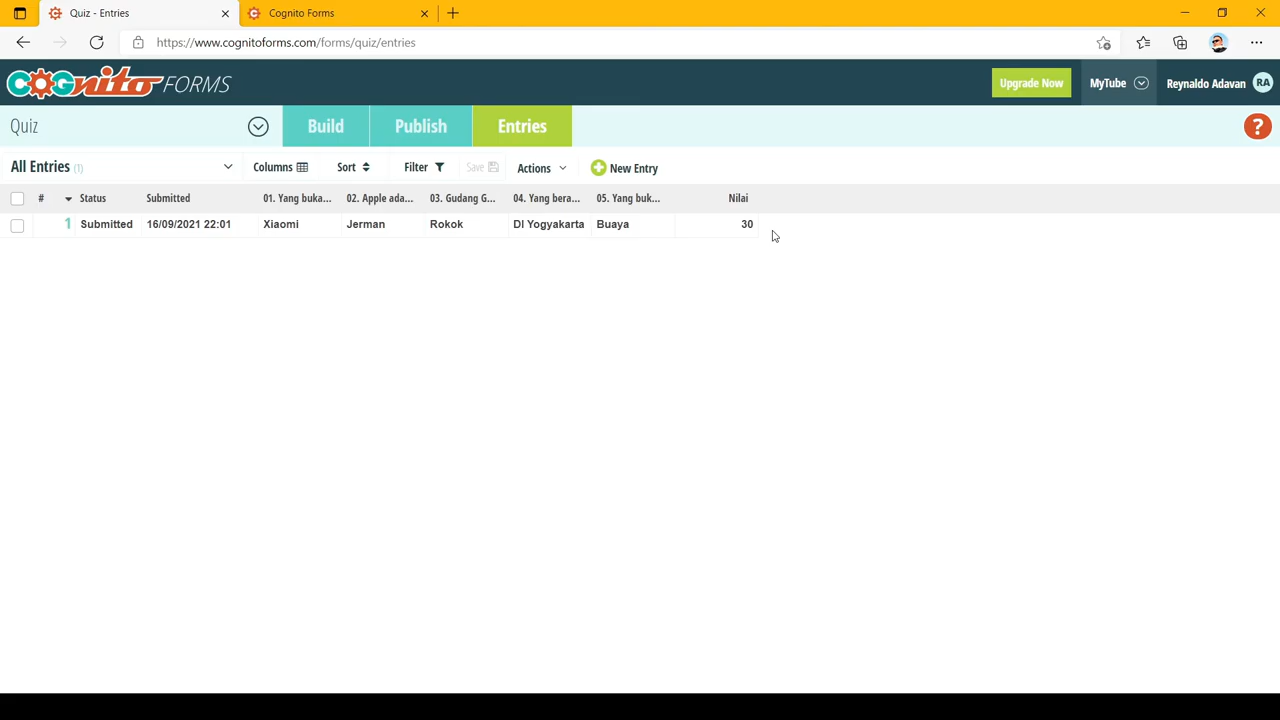 Quiz - Entries
Cognito Forms
https://www.cognitoforms.com/forms/quiz/entries
COGnito FORMS
Upgrade Now
MyTube
Reynaldo Adavan
RA
Quiz
Build
Publish
Entries
?
All Entries (1)
Columns
Sort
Filter
Save
Actions
New Entry
# Status Submitted 01. Yang buka... 02. Apple ada... 03. Gudang G... 04. Yang bera... 05. Yang buk... Nilai
1 Submitted 16/09/2021 22:01 Xiaomi Jerman Rokok DI Yogyakarta Buaya 30